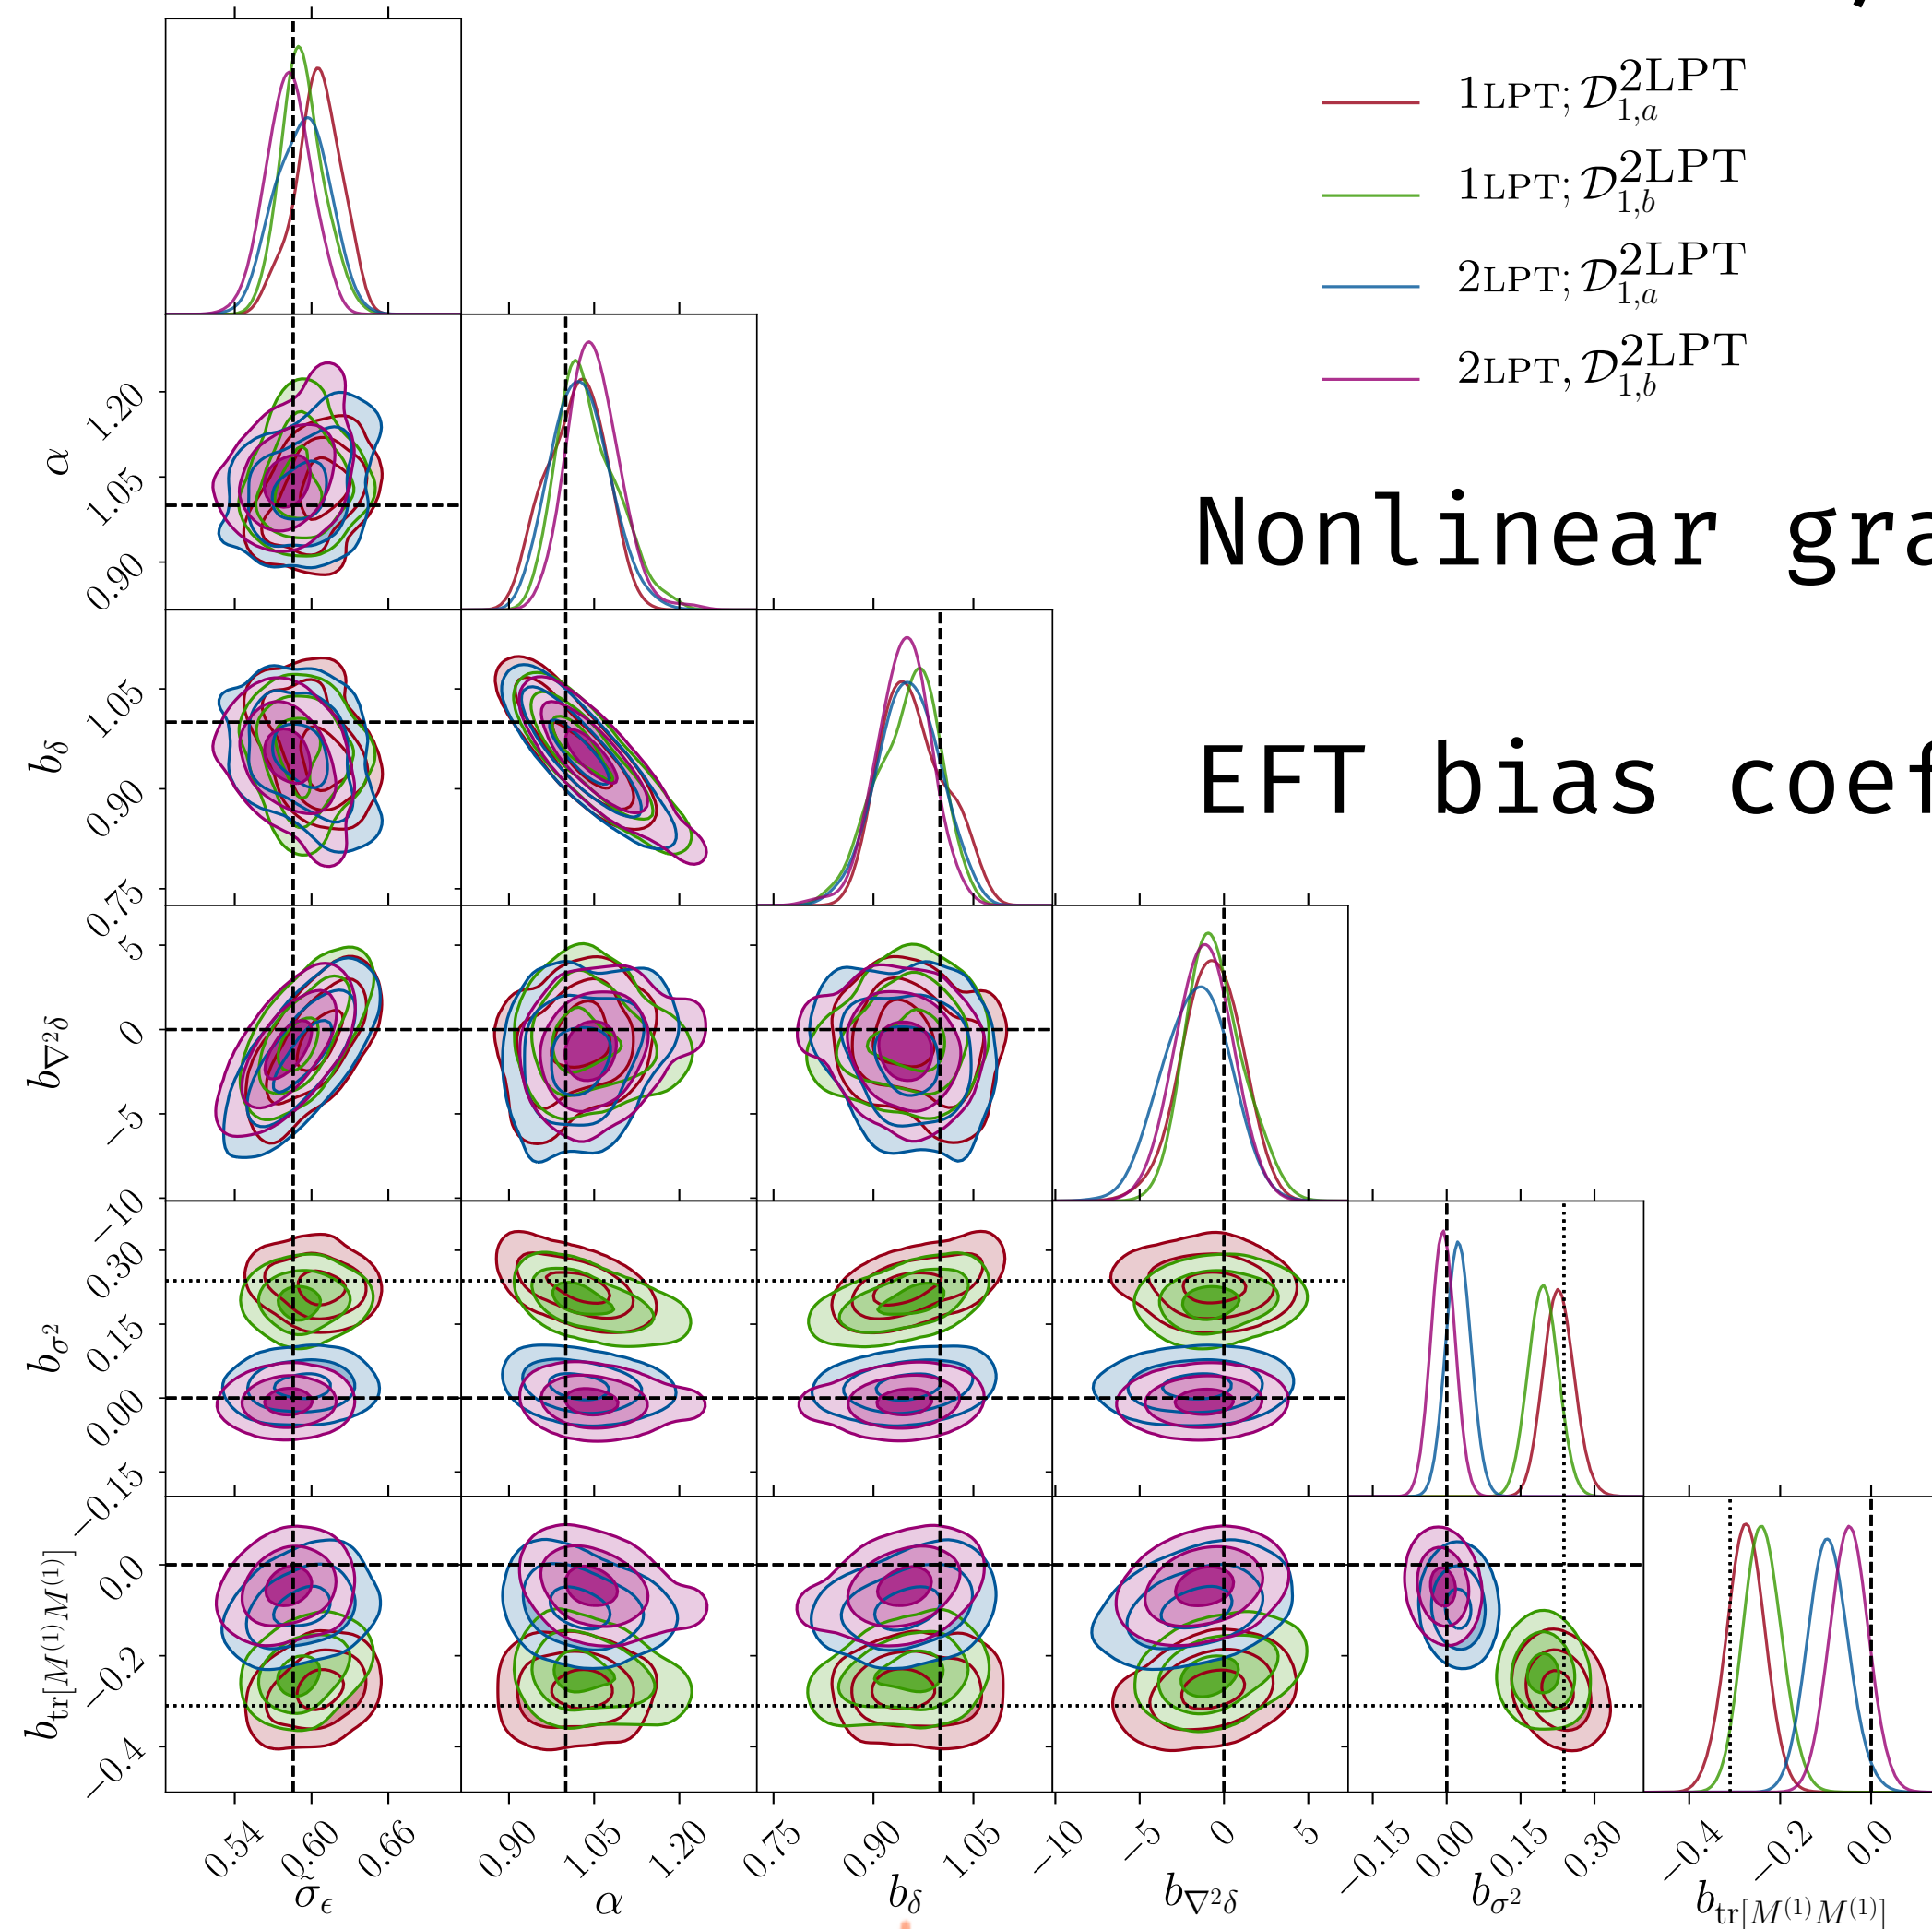 1LPT; 𝒟_{1,a}^{2LPT}
1LPT; 𝒟_{1,b}^{2LPT}
2LPT; 𝒟_{1,a}^{2LPT}
2LPT, 𝒟_{1,b}^{2LPT}
α
1.20
1.05
0.90
Nonlinear gra
b_δ
1.05
0.90
0.75
EFT bias coef
b_{∇²δ}
5
0
−5
−10
b_{σ²}
0.30
0.15
0.00
−0.15
b_{tr[M^{(1)}M^{(1)}]}
0.0
−0.2
−0.4
0.54 0.60 0.66 0.90 1.05 1.20 0.75 0.90 1.05 −10 −5 0 5 −0.15 0.00 0.15 0.30 −0.4 −0.2 0.0
σ̃_ϵ α b_δ b_{∇²δ} b_{σ²} b_{tr[M^{(1)}M^{(1)}]}